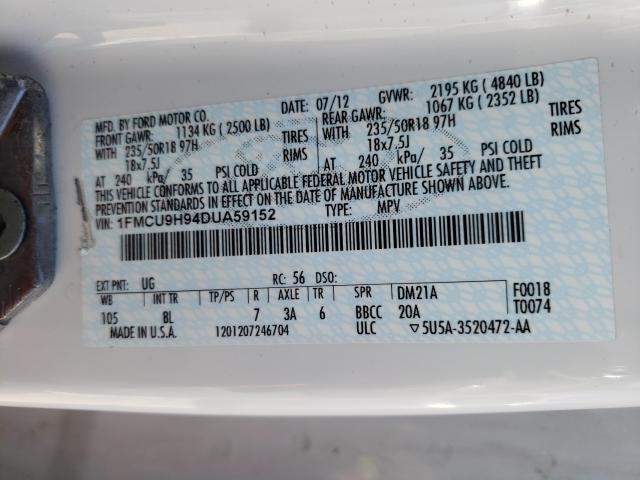 MFD. BY FORD MOTOR CO.
DATE: 07/12 GVWR: 2195 KG ( 4840 LB)
FRONT GAWR: 1134 KG ( 2500 LB)
REAR GAWR: 1067 KG ( 2352 LB)
WITH 235/50R18 97H TIRES
WITH 235/50R18 97H TIRES
18x7.5J RIMS
18x7.5J RIMS
AT 240 kPa/ 35 PSI COLD
AT 240 kPa/ 35 PSI COLD
THIS VEHICLE CONFORMS TO ALL APPLICABLE FEDERAL MOTOR VEHICLE SAFETY AND THEFT
PREVENTION STANDARDS IN EFFECT ON THE DATE OF MANUFACTURE SHOWN ABOVE.
VIN: 1FMCU9H94DUA59152 TYPE: MPV
EXT PNT: UG RC: 56 DSO:
WB INT TR TP/PS R AXLE TR SPR DM21A F0018
105 8L 7 3A 6 BBCC 20A T0074
MADE IN U.S.A. 1201207246704 ULC 5U5A-3520472-AA